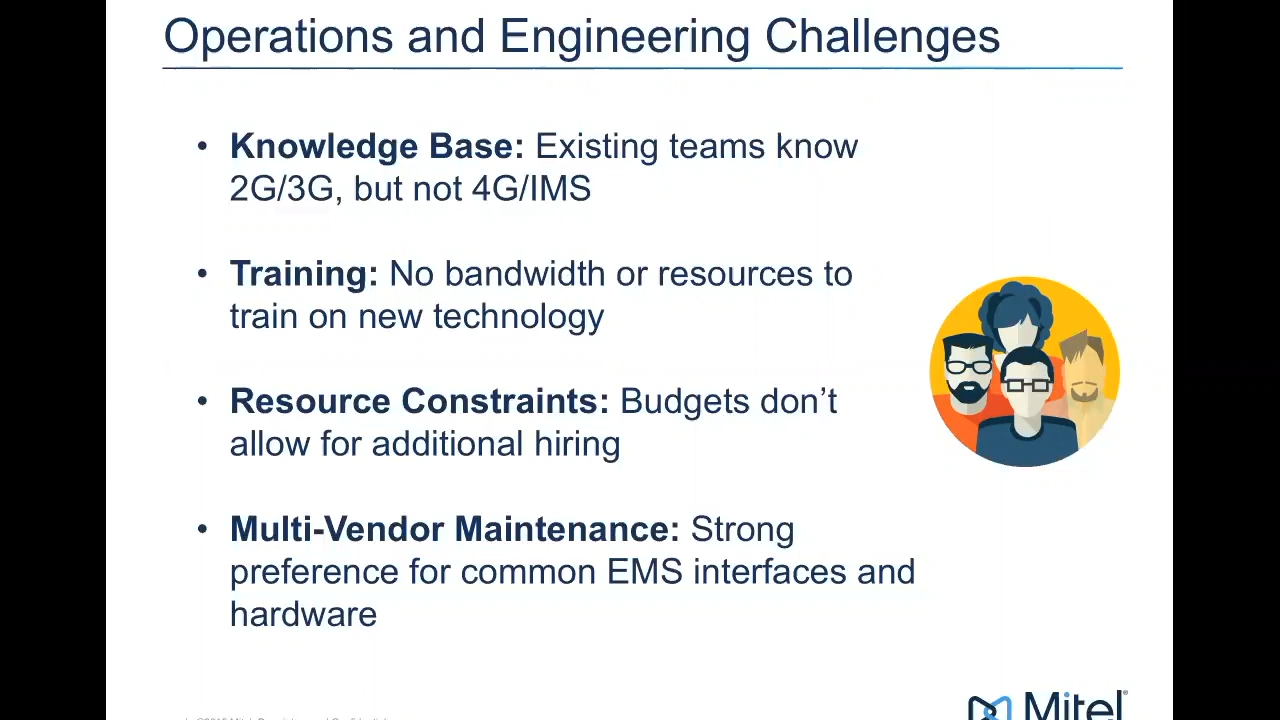 Operations and Engineering Challenges
• Knowledge Base: Existing teams know
2G/3G, but not 4G/IMS
• Training: No bandwidth or resources to
train on new technology
• Resource Constraints: Budgets don’t
allow for additional hiring
• Multi-Vendor Maintenance: Strong
preference for common EMS interfaces and
hardware
Mitel®